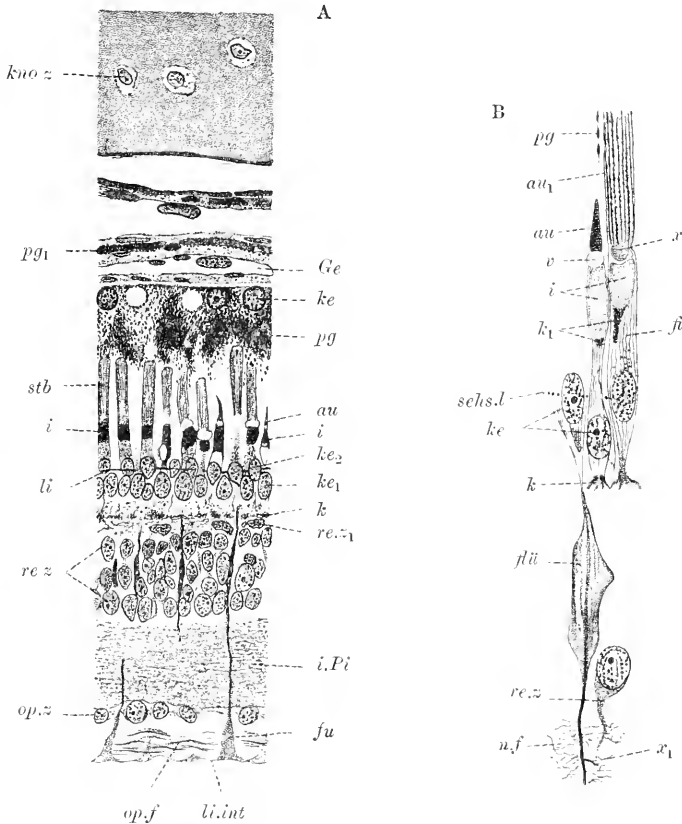 A
kno z
pg1
Ge
ke
pg
stb
au
i
i
ke2
li
ke1
k
re.z1
re.z
i.Pi
op.z
fu
op.f
li.int
B
pg
au1
au
x
v
i
k1
fi
sehs.l
ke
k
flü
re.z
n.f
x1